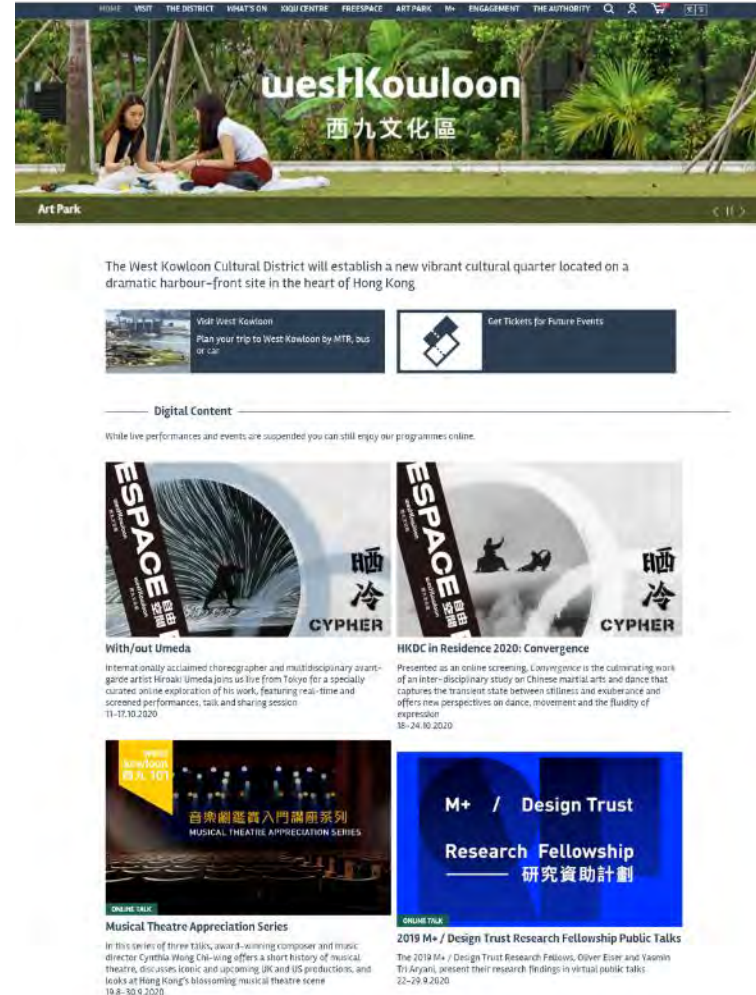 HOME VISIT THE DISTRICT WHAT'S ON XIQU CENTRE FREESPACE ART PARK M+ ENGAGEMENT THE AUTHORITY
westKowloon
西九文化區
Art Park
The West Kowloon Cultural District will establish a new vibrant cultural quarter located on a
dramatic harbour-front site in the heart of Hong Kong
Visit West Kowloon
Plan your trip to West Kowloon by MTR, bus
or car
Get Tickets for Future Events
Digital Content
While live performances and events are suspended you can still enjoy our programmes online.
ESPACE
自由空間
晒冷
CYPHER
ESPACE
自由空間
晒冷
CYPHER
With/out Umeda
Internationally acclaimed choreographer and multidisciplinary avant-
garde artist Hiroaki Umeda joins us live from Tokyo for a specially
curated online exploration of his work, featuring real-time and
screened performances, talk and sharing session
11-17.10.2020
HKDC in Residence 2020: Convergence
Presented as an online screening, Convergence is the culminating work
of an inter-disciplinary study on Chinese martial arts and dance that
captures the transient state between stillness and exuberance and
offers new perspectives on dance, movement and the fluidity of
expression
18-24.10.2020
west
kowloon
西九 101
音樂劇鑑賞入門講座系列
MUSICAL THEATRE APPRECIATION SERIES
ONLINE TALK
Musical Theatre Appreciation Series
In this series of three talks, award-winning composer and music
director Cynthia Wong Chi-wing offers a short history of musical
theatre, discusses iconic and upcoming UK and US productions, and
looks at Hong Kong's blossoming musical theatre scene
19.8-30.9.2020
M+ / Design Trust
Research Fellowship
研究資助計劃
ONLINE TALK
2019 M+ / Design Trust Research Fellowship Public Talks
The 2019 M+ / Design Trust Research Fellows, Oliver Elser and Yasmin
Tri Aryani, present their research findings in virtual public talks
22-29.9.2020